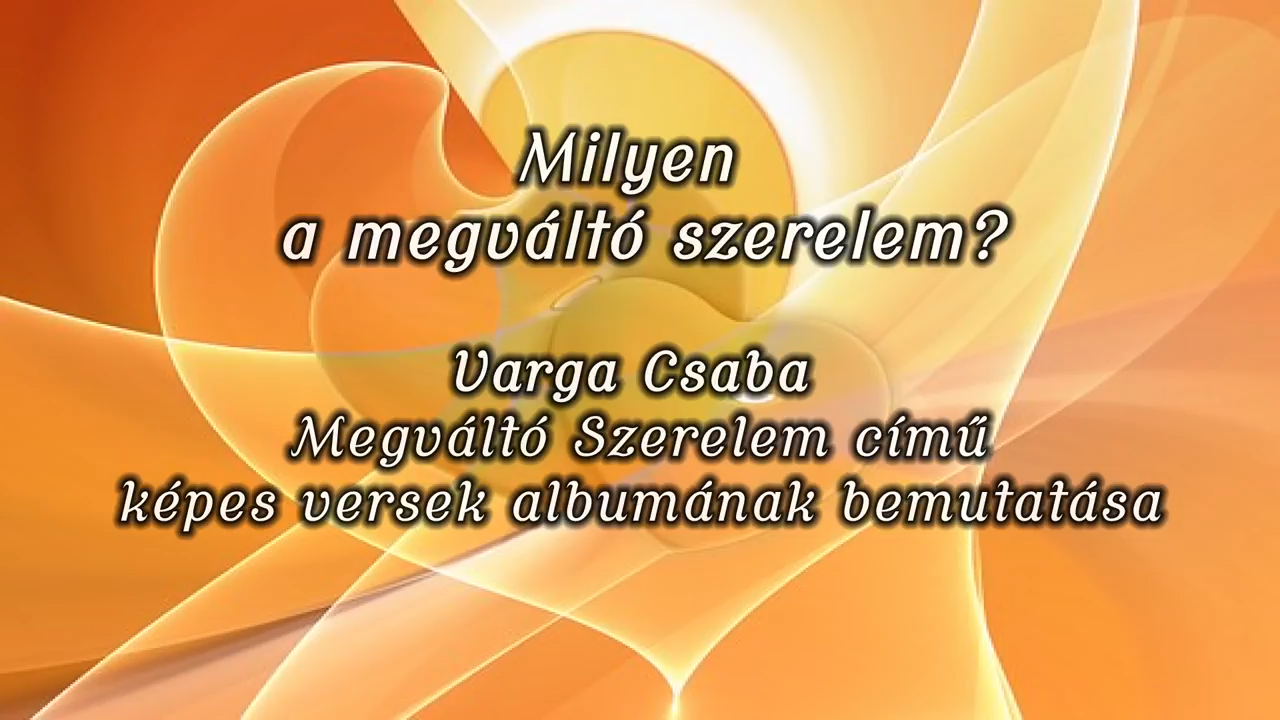 Milyen
a megváltó szerelem?
Varga Csaba
Megváltó Szerelem című
képes versek albumának bemutatása